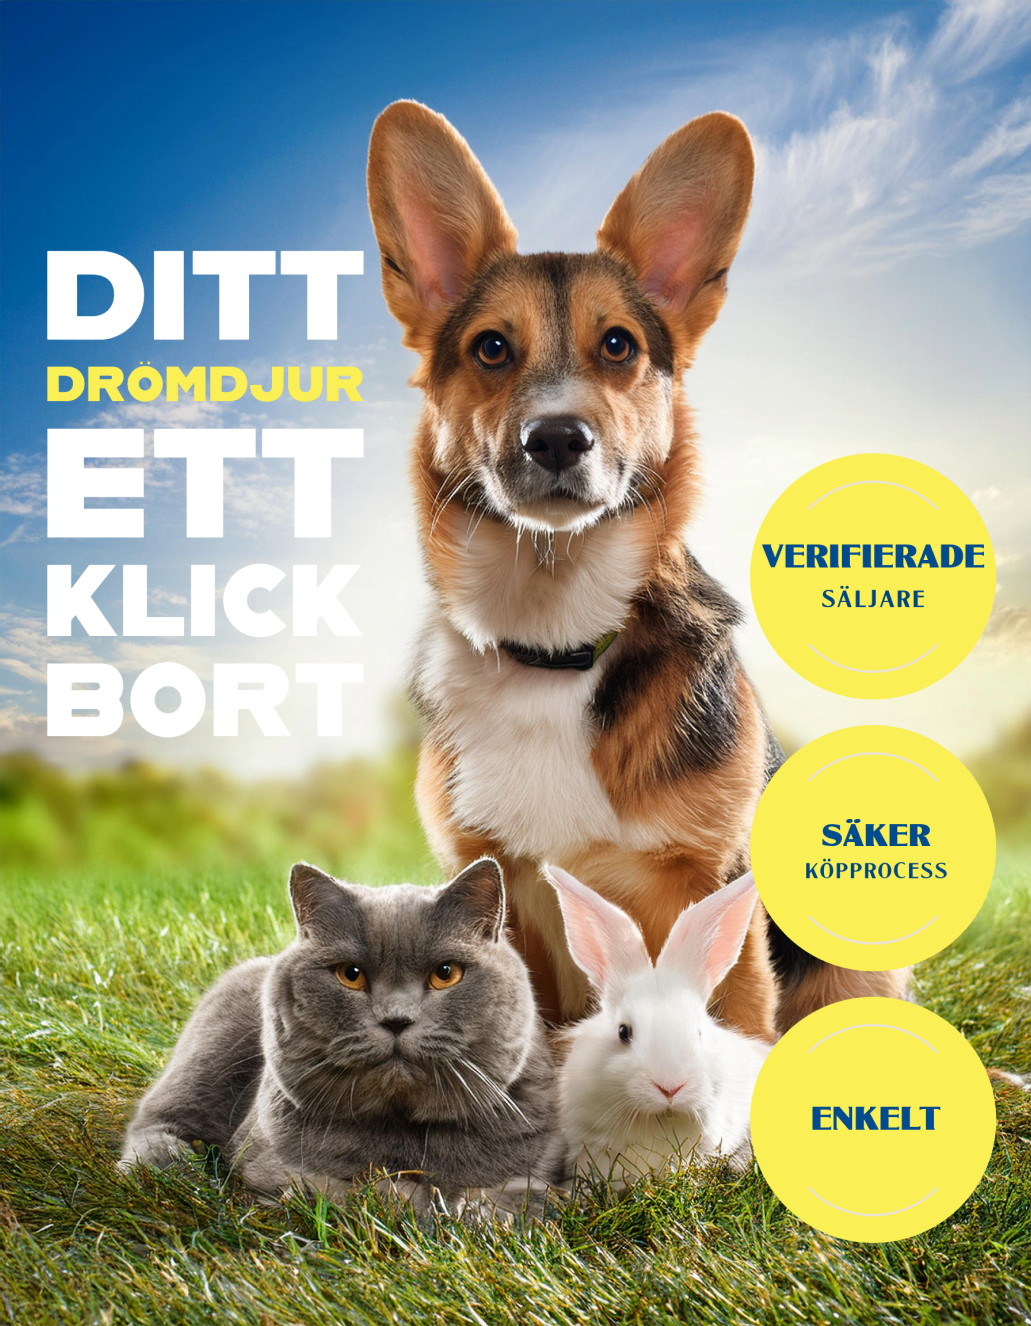 DITT
DRÖMDJUR
ETT
KLICK
BORT
VERIFIERADE
SÄLJARE
SÄKER
KÖPPROCESS
ENKELT